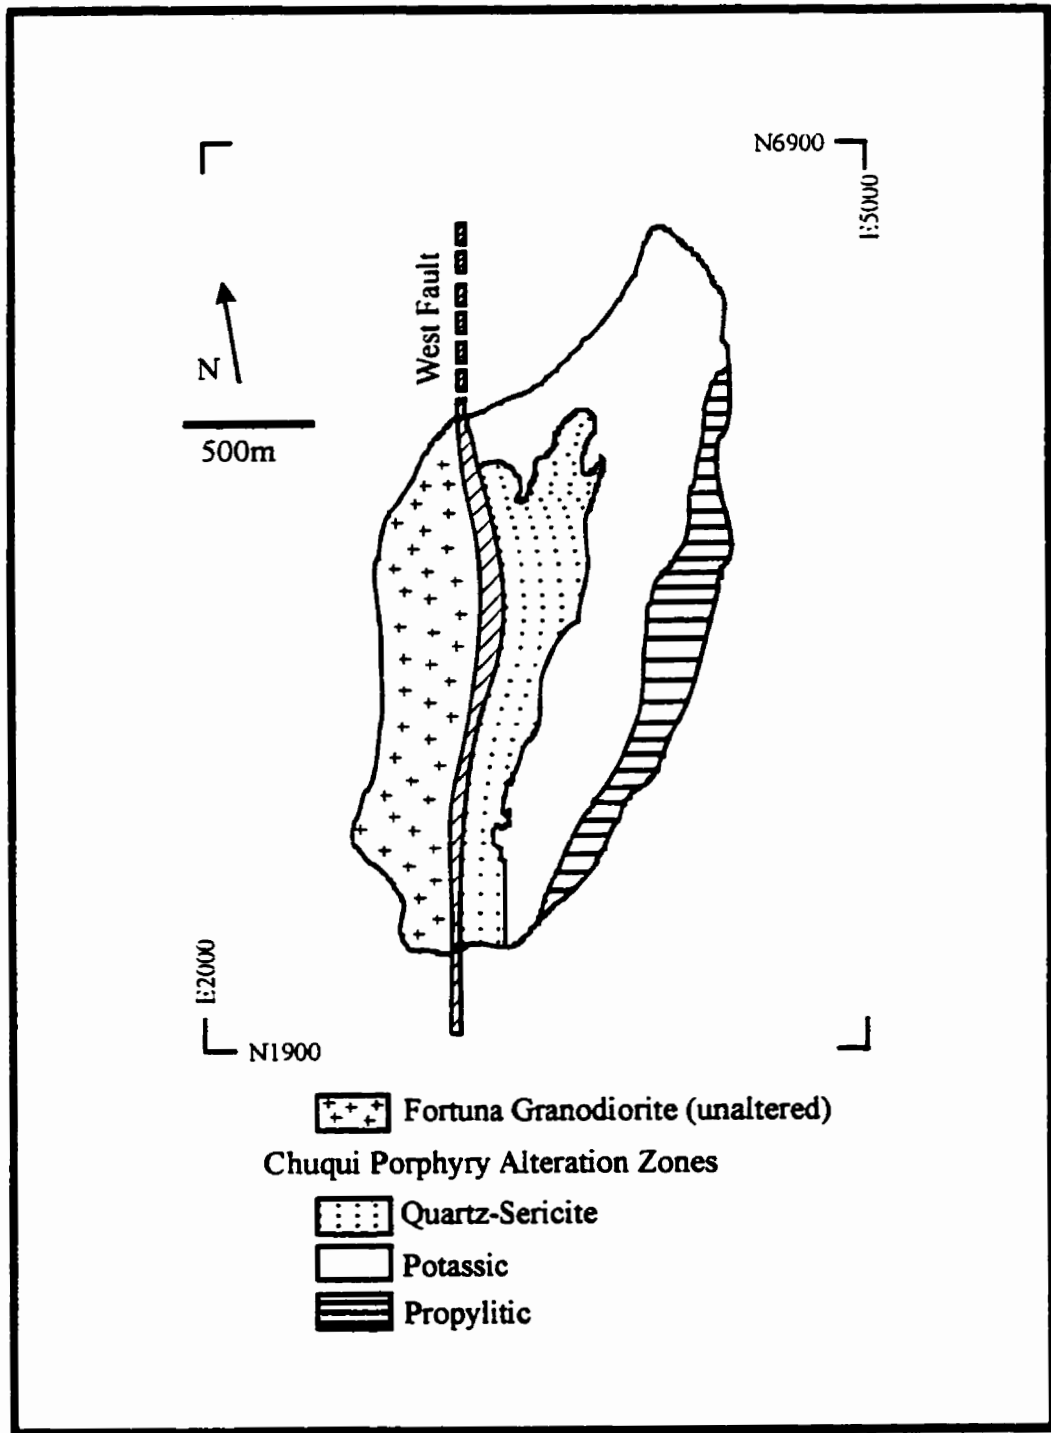 N6900
E5000
West Fault
N
500m
E2000
N1900
Fortuna Granodiorite (unaltered)
Chuqui Porphyry Alteration Zones
Quartz-Sericite
Potassic
Propylitic